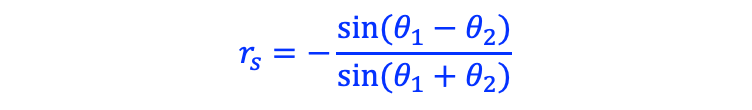 r_s = − sin(θ₁ − θ₂) / sin(θ₁ + θ₂)